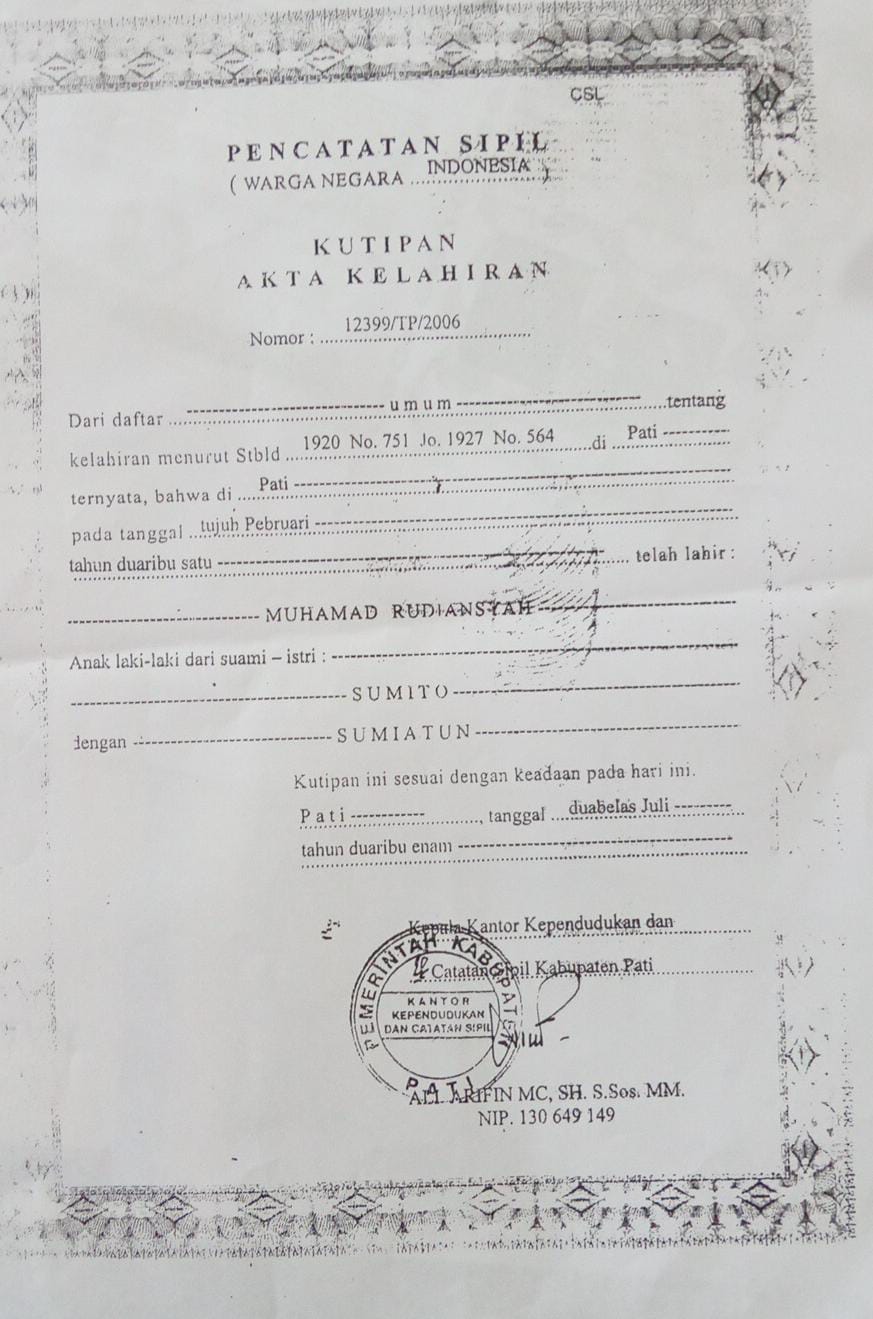 CSL
PENCATATAN SIPIL
( WARGA NEGARA INDONESIA )
KUTIPAN
AKTA KELAHIRAN
Nomor : 12399/TP/2006
Dari daftar umum tentang
kelahiran menurut Stbld 1920 No. 751 Jo. 1927 No. 564 di Pati
ternyata, bahwa di Pati
pada tanggal tujuh Pebruari
tahun duaribu satu telah lahir :
MUHAMAD RUDIANSYAH
Anak laki-laki dari suami – istri :
SUMITO
dengan SUMIATUN
Kutipan ini sesuai dengan keadaan pada hari ini.
Pati , tanggal duabelas Juli
tahun duaribu enam
Kepala Kantor Kependudukan dan
Catatan Sipil Kabupaten Pati
PEMERINTAH KABUPATEN
KANTOR
KEPENDUDUKAN
DAN CATATAN SIPIL
PATI
ALI ARIFIN MC, SH. S.Sos. MM.
NIP. 130 649 149